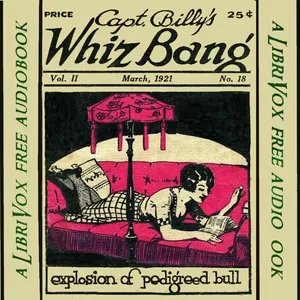 PRICE
25¢
Capt. Billy's
Whiz Bang
Vol. II
March, 1921
No. 18
explosion of pedigreed bull
a LibriVox FREE AUDIOBOOK
A LibriVox FREE AUDIO OOK